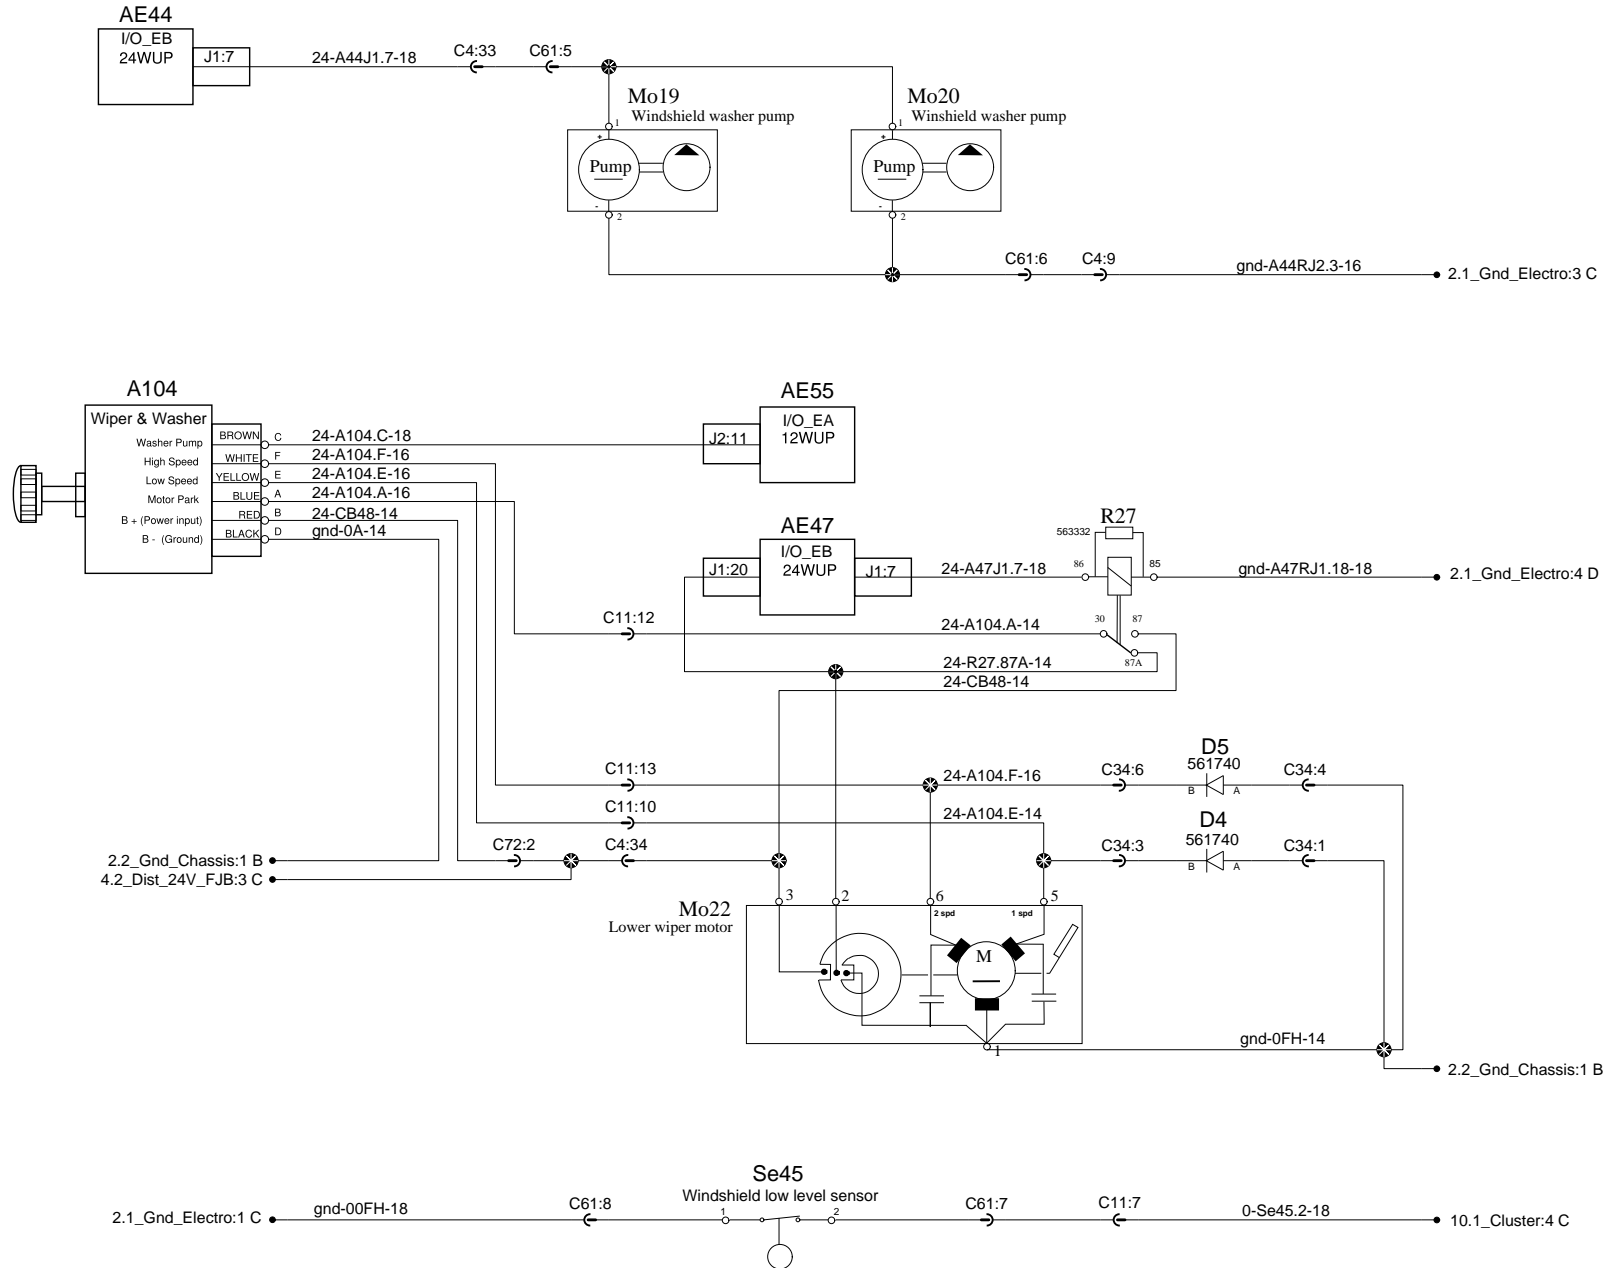 AE44
I/O_EB
24WUP
J1:7
24-A44J1.7-18
C4:33
C61:5
Mo19
Windshield washer pump
Mo20
Winshield washer pump
1
+
Pump
-
2
1
+
Pump
-
2
C61:6
C4:9
gnd-A44RJ2.3-16
2.1_Gnd_Electro:3 C
A104
Wiper & Washer
Washer Pump BROWN C 24-A104.C-18
High Speed WHITE F 24-A104.F-16
Low Speed YELLOW E 24-A104.E-16
Motor Park BLUE A 24-A104.A-16
B + (Power input) RED B 24-CB48-14
B - (Ground) BLACK D gnd-0A-14
AE55
I/O_EA
12WUP
J2:11
AE47
I/O_EB
24WUP
J1:20
J1:7
24-A47J1.7-18
R27
563332
86
85
gnd-A47RJ1.18-18
2.1_Gnd_Electro:4 D
C11:12
24-A104.A-14
30
87
87A
24-R27.87A-14
24-CB48-14
C11:13
24-A104.F-16
C34:6
D5
561740
B
A
C34:4
C11:10
24-A104.E-14
C72:2
C4:34
C34:3
D4
561740
B
A
C34:1
2.2_Gnd_Chassis:1 B
4.2_Dist_24V_FJB:3 C
Mo22
Lower wiper motor
3
2
6
5
2 spd
1 spd
M
1
gnd-0FH-14
2.2_Gnd_Chassis:1 B
Se45
Windshield low level sensor
2.1_Gnd_Electro:1 C
gnd-00FH-18
C61:8
1
2
C61:7
C11:7
0-Se45.2-18
10.1_Cluster:4 C